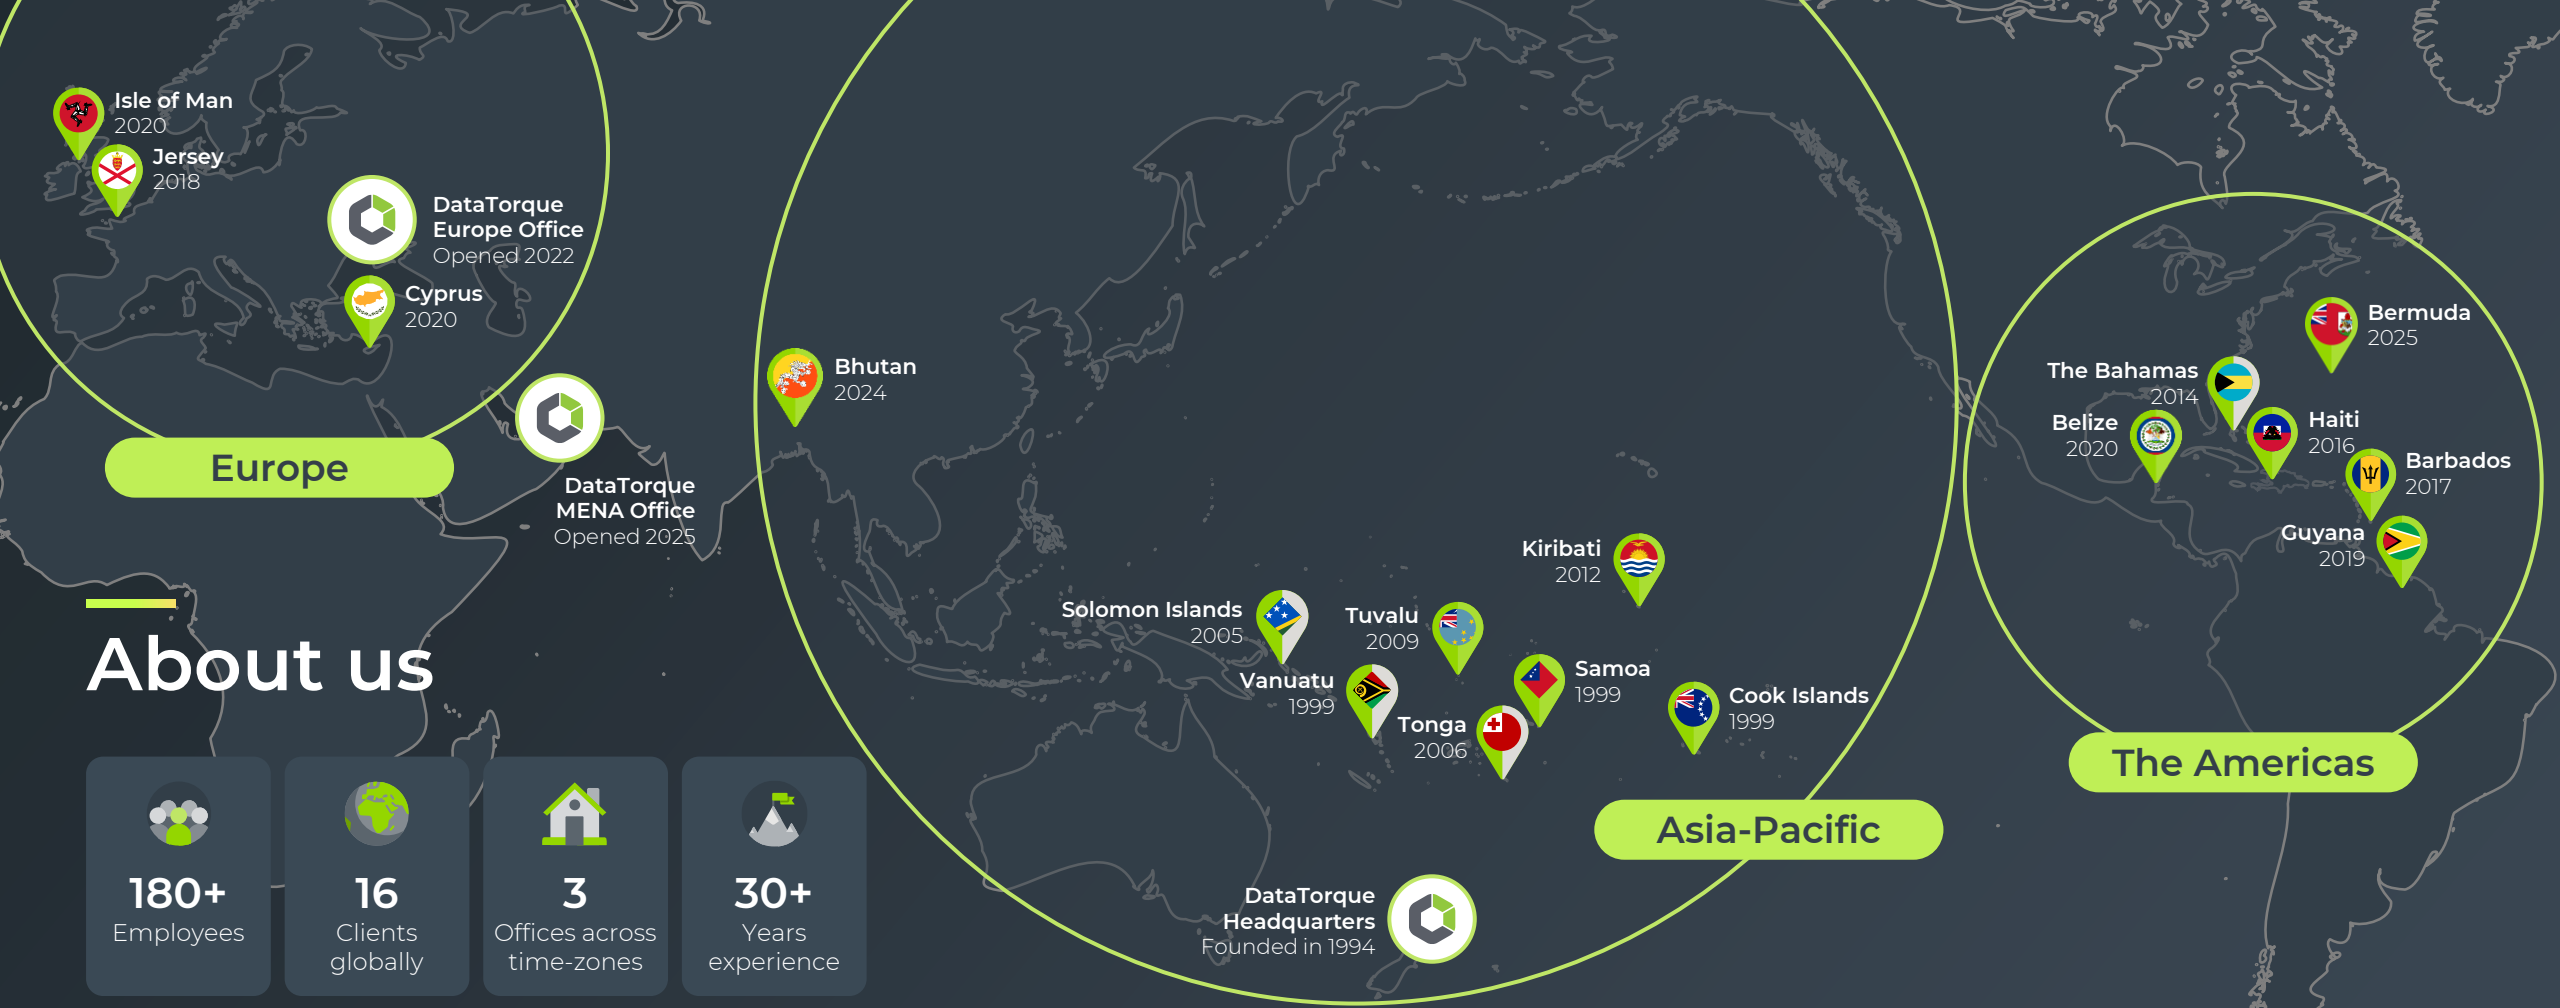 Isle of Man
2020
Jersey
2018
DataTorque
Europe Office
Opened 2022
Cyprus
2020
Europe
DataTorque
MENA Office
Opened 2025
About us
180+
Employees
16
Clients
globally
3
Offices across
time-zones
30+
Years
experience
Bhutan
2024
Kiribati
2012
Solomon Islands
2005
Tuvalu
2009
Vanuatu
1999
Samoa
1999
Tonga
2006
Cook Islands
1999
Asia-Pacific
DataTorque
Headquarters
Founded in 1994
Bermuda
2025
The Bahamas
2014
Belize
2020
Haiti
2016
Barbados
2017
Guyana
2019
The Americas